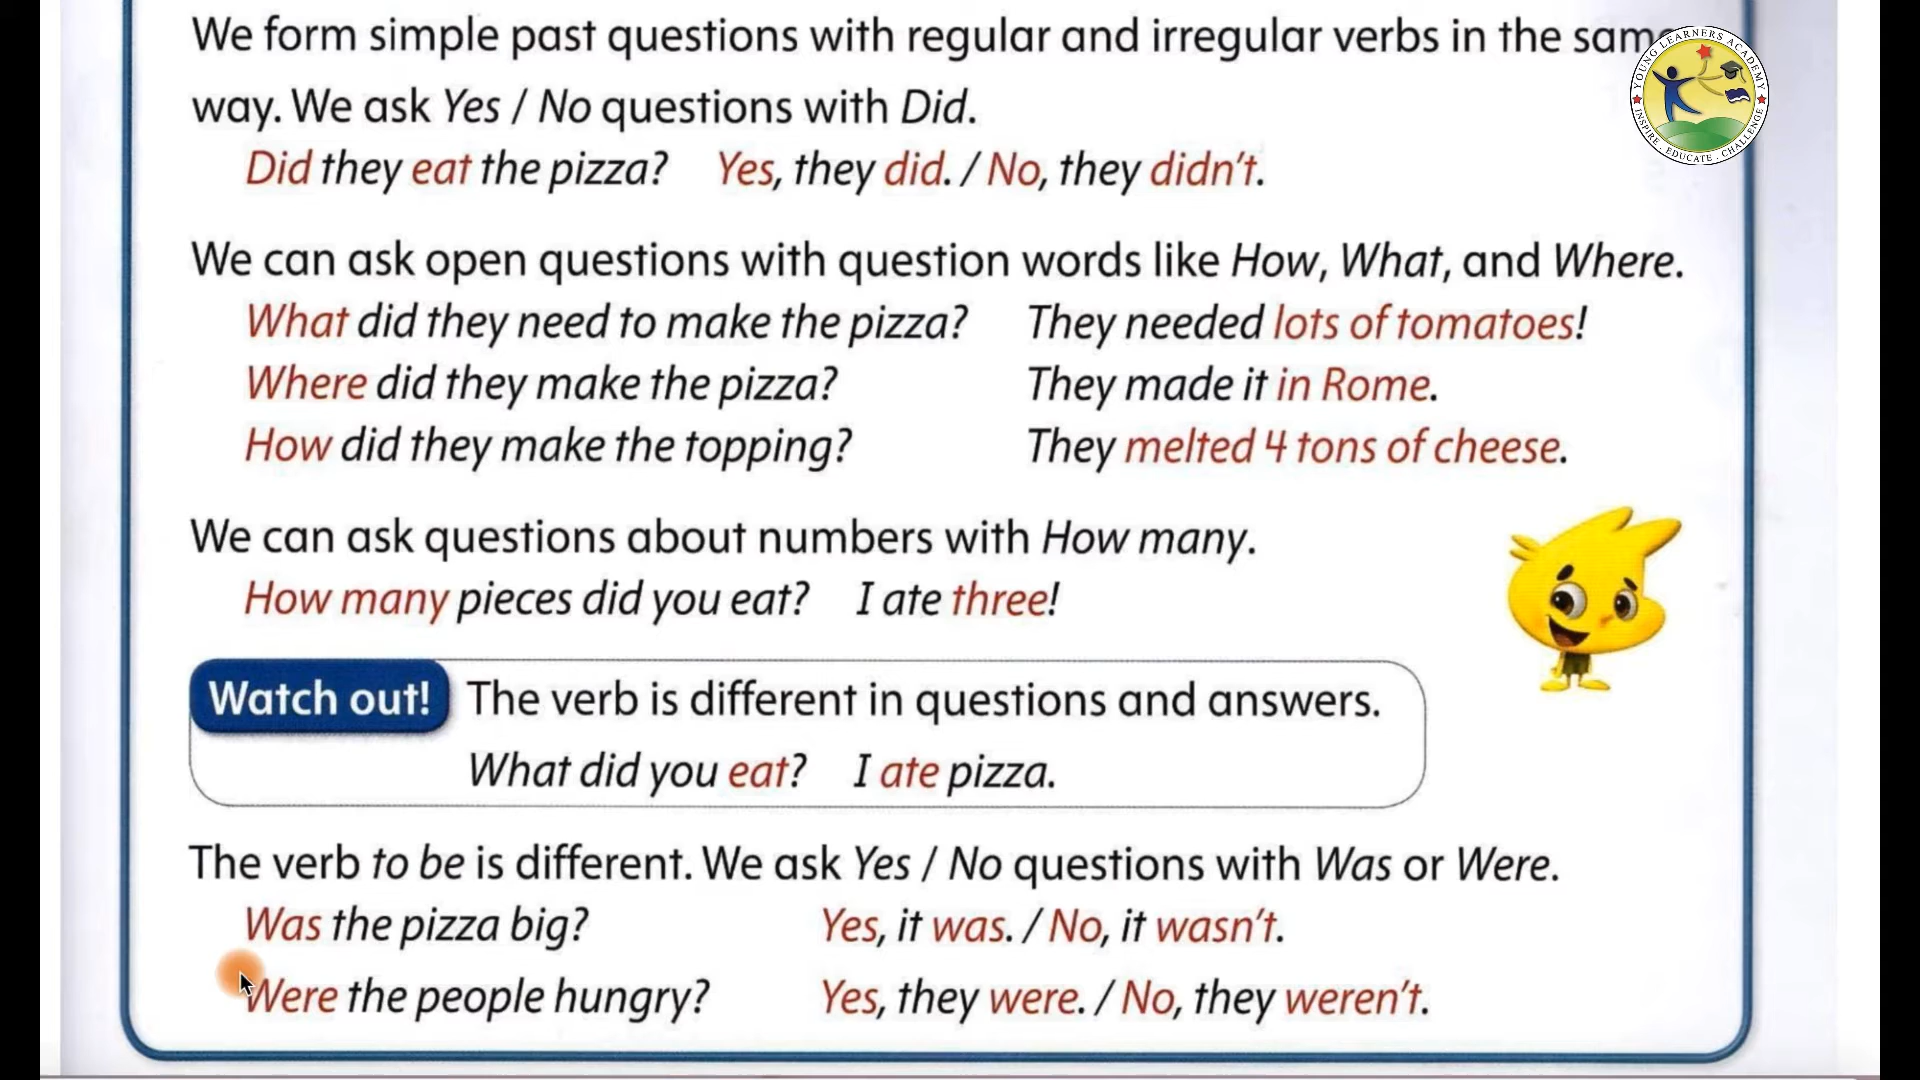 We form simple past questions with regular and irregular verbs in the same
way. We ask Yes / No questions with Did.
Did they eat the pizza? Yes, they did. / No, they didn't.
We can ask open questions with question words like How, What, and Where.
What did they need to make the pizza? They needed lots of tomatoes!
Where did they make the pizza? They made it in Rome.
How did they make the topping? They melted 4 tons of cheese.
We can ask questions about numbers with How many.
How many pieces did you eat? I ate three!
Watch out! The verb is different in questions and answers.
What did you eat? I ate pizza.
The verb to be is different. We ask Yes / No questions with Was or Were.
Was the pizza big? Yes, it was. / No, it wasn't.
Were the people hungry? Yes, they were. / No, they weren't.
YOUNG LEARNERS ACADEMY
INSPIRE . EDUCATE . CHALLENGE